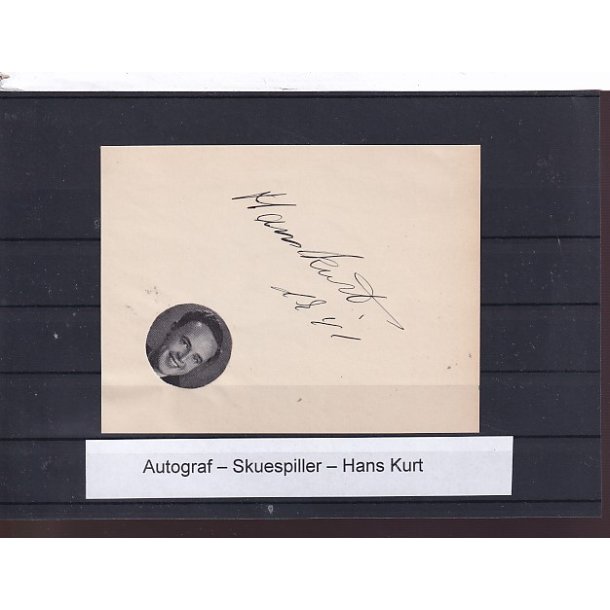 Hans Kurt
Autograf – Skuespiller – Hans Kurt